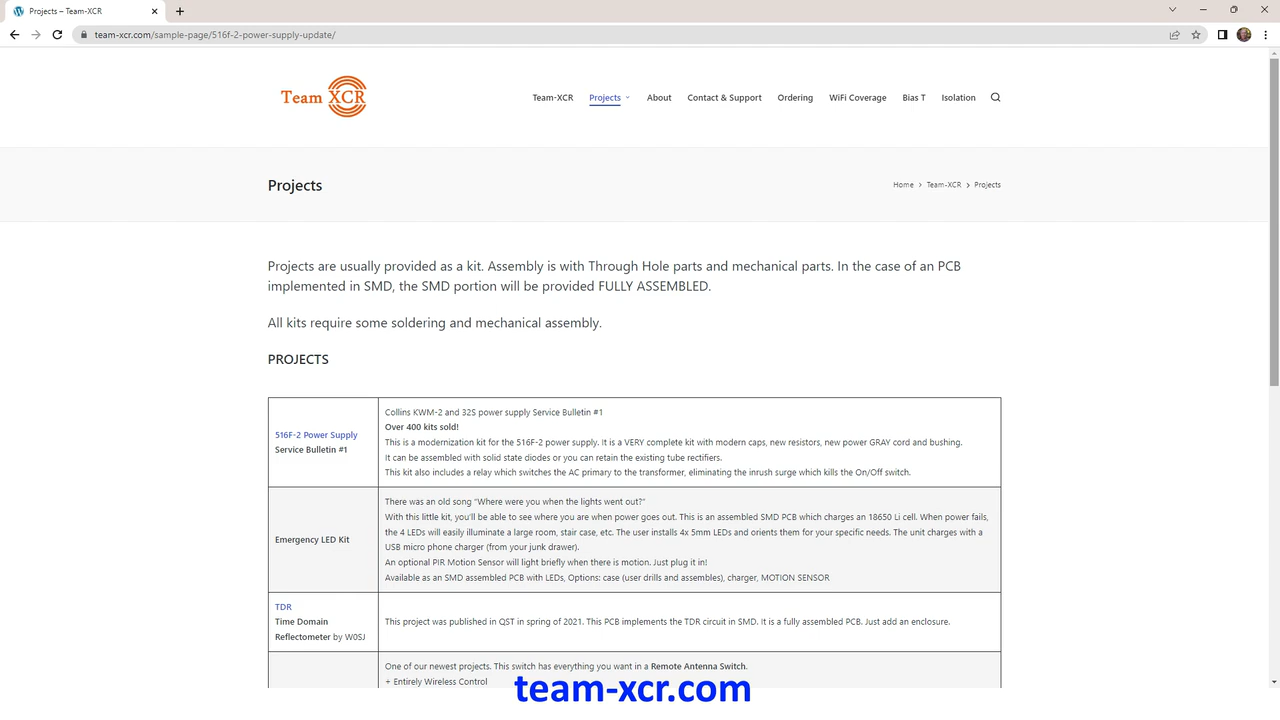 Projects – Team-XCR
team-xcr.com/sample-page/516f-2-power-supply-update/
Team XCR
Team-XCR Projects About Contact & Support Ordering WiFi Coverage Bias T Isolation
Projects
Home > Team-XCR > Projects
Projects are usually provided as a kit. Assembly is with Through Hole parts and mechanical parts. In the case of an PCB
implemented in SMD, the SMD portion will be provided FULLY ASSEMBLED.
All kits require some soldering and mechanical assembly.
PROJECTS
516F-2 Power Supply
Service Bulletin #1
Collins KWM-2 and 32S power supply Service Bulletin #1
Over 400 kits sold!
This is a modernization kit for the 516F-2 power supply. It is a VERY complete kit with modern caps, new resistors, new power GRAY cord and bushing.
It can be assembled with solid state diodes or you can retain the existing tube rectifiers.
This kit also includes a relay which switches the AC primary to the transformer, eliminating the inrush surge which kills the On/Off switch.
Emergency LED Kit
There was an old song “Where were you when the lights went out?”
With this little kit, you’ll be able to see where you are when power goes out. This is an assembled SMD PCB which charges an 18650 Li cell. When power fails,
the 4 LEDs will easily illuminate a large room, stair case, etc. The user installs 4x 5mm LEDs and orients them for your specific needs. The unit charges with a
USB micro phone charger (from your junk drawer).
An optional PIR Motion Sensor will light briefly when there is motion. Just plug it in!
Available as an SMD assembled PCB with LEDs, Options: case (user drills and assembles), charger, MOTION SENSOR
TDR
Time Domain
Reflectometer by W0SJ
This project was published in QST in spring of 2021. This PCB implements the TDR circuit in SMD. It is a fully assembled PCB. Just add an enclosure.
One of our newest projects. This switch has everything you want in a Remote Antenna Switch.
+ Entirely Wireless Control
team-xcr.com